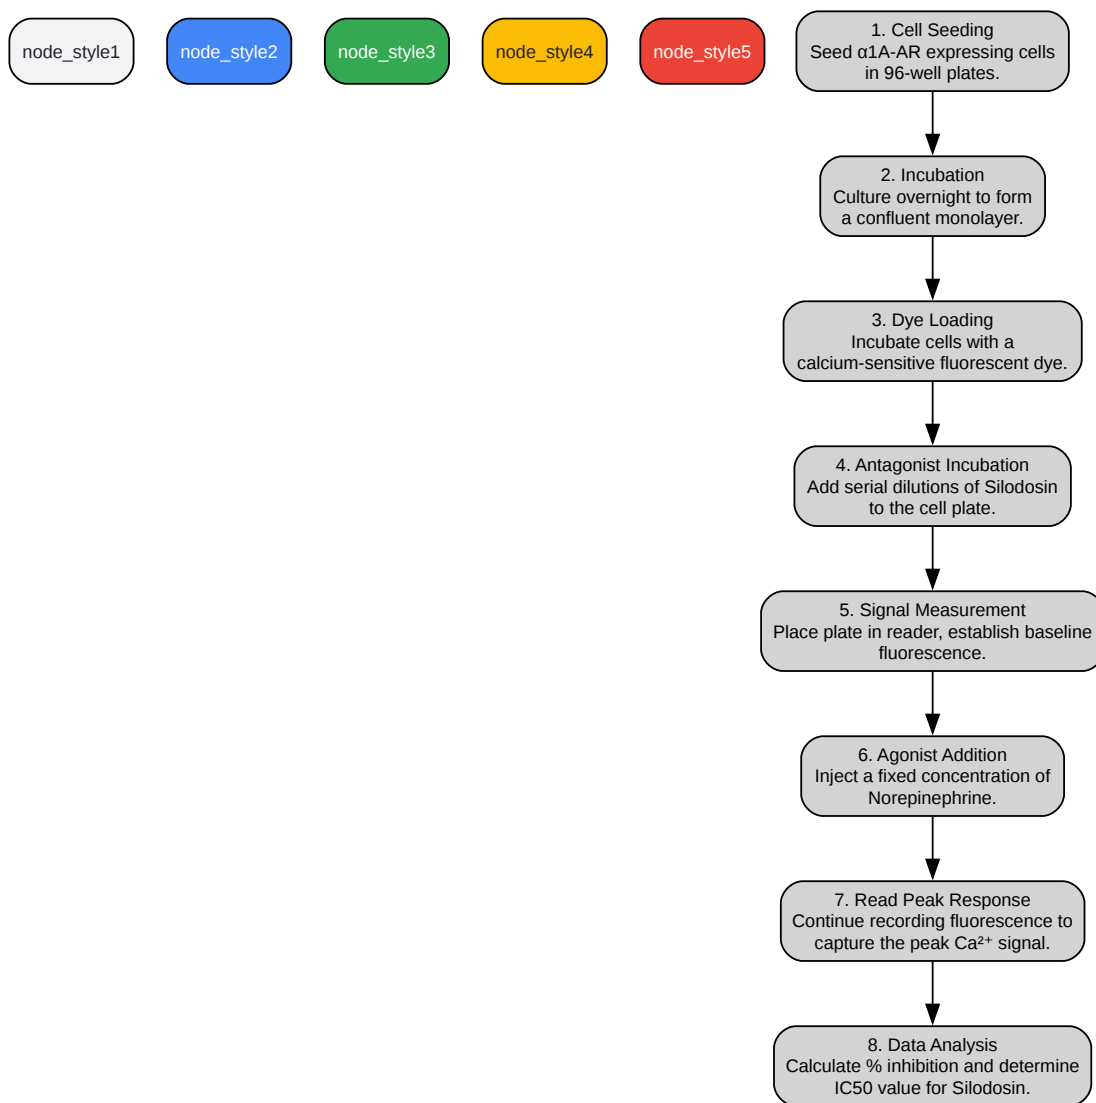 node_style1
node_style2
node_style3
node_style4
node_style5
1. Cell Seeding
Seed α1A-AR expressing cells
in 96-well plates.
2. Incubation
Culture overnight to form
a confluent monolayer.
3. Dye Loading
Incubate cells with a
calcium-sensitive fluorescent dye.
4. Antagonist Incubation
Add serial dilutions of Silodosin
to the cell plate.
5. Signal Measurement
Place plate in reader, establish baseline
fluorescence.
6. Agonist Addition
Inject a fixed concentration of
Norepinephrine.
7. Read Peak Response
Continue recording fluorescence to
capture the peak Ca²⁺ signal.
8. Data Analysis
Calculate % inhibition and determine
IC50 value for Silodosin.